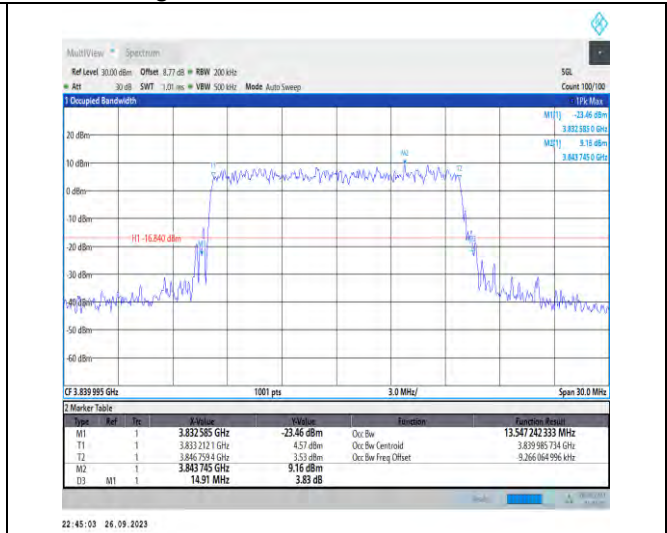 MultiView Spectrum
Ref Level 30.00 dBm Offset 8.77 dB RBW 200 kHz SGL
Att 30 dB SWT 1.01 ms VBW 500 kHz Mode Auto Sweep Count 100/100
1 Occupied Bandwidth 1Pk Max
M1[1] -23.46 dBm
3.832 585 0 GHz
20 dBm M2[1] 9.16 dBm
3.843 745 0 GHz
10 dBm M2
T1 T2
0 dBm
-10 dBm
H1 -16.840 dBm
-20 dBm
-30 dBm
-40 dBm
-50 dBm
-60 dBm
CF 3.839 995 GHz 1001 pts 3.0 MHz/ Span 30.0 MHz
2 Marker Table
Type Ref Trc X-Value Y-Value Function Function Result
M1 1 3.832 585 GHz -23.46 dBm Occ Bw 13.547 242 333 MHz
T1 1 3.833 212 1 GHz 4.57 dBm Occ Bw Centroid 3.839 985 734 GHz
T2 1 3.846 759 4 GHz 3.53 dBm Occ Bw Freq Offset -9.266 064 996 kHz
M2 1 3.843 745 GHz 9.16 dBm
D3 M1 1 14.91 MHz 3.83 dB
22:45:03 26.09.2023